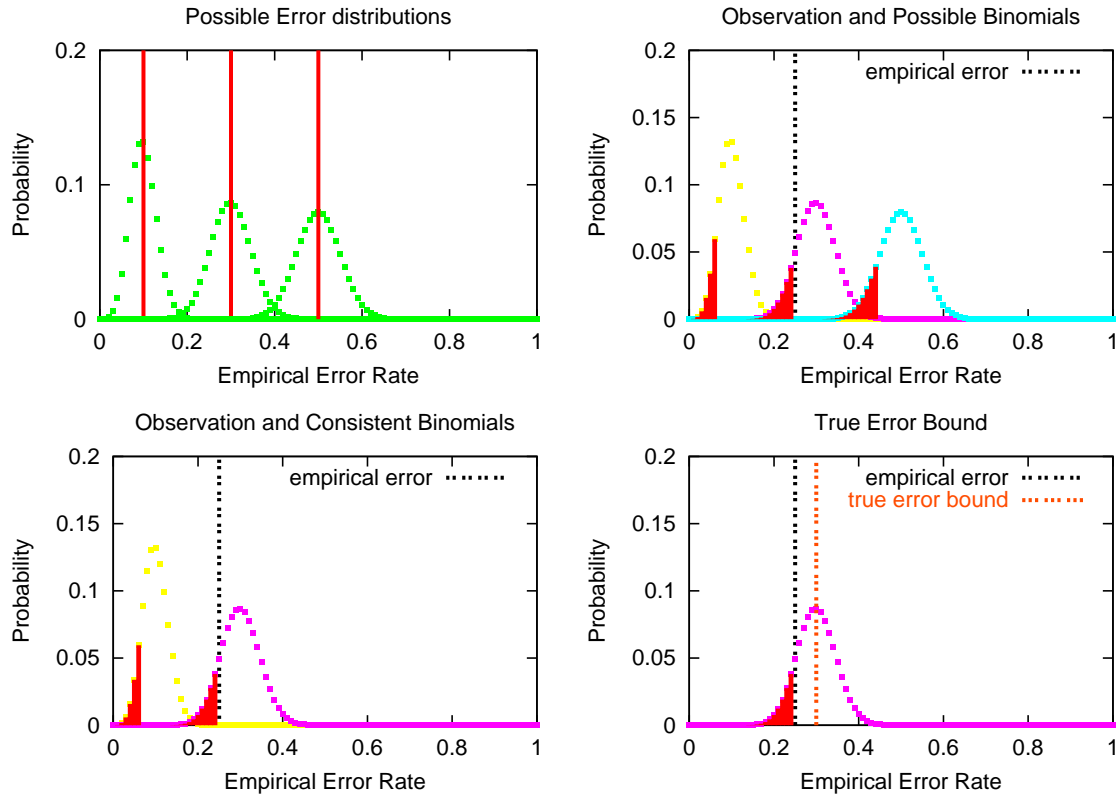 Possible Error distributions
0.2
0.15
0.1
0.05
0
Probability
0 0.2 0.4 0.6 0.8 1
Empirical Error Rate
Observation and Possible Binomials
empirical error
0.2
0.15
0.1
0.05
0
Probability
0 0.2 0.4 0.6 0.8 1
Empirical Error Rate
Observation and Consistent Binomials
empirical error
0.2
0.15
0.1
0.05
0
Probability
0 0.2 0.4 0.6 0.8 1
Empirical Error Rate
True Error Bound
empirical error
true error bound
0.2
0.15
0.1
0.05
0
Probability
0 0.2 0.4 0.6 0.8 1
Empirical Error Rate